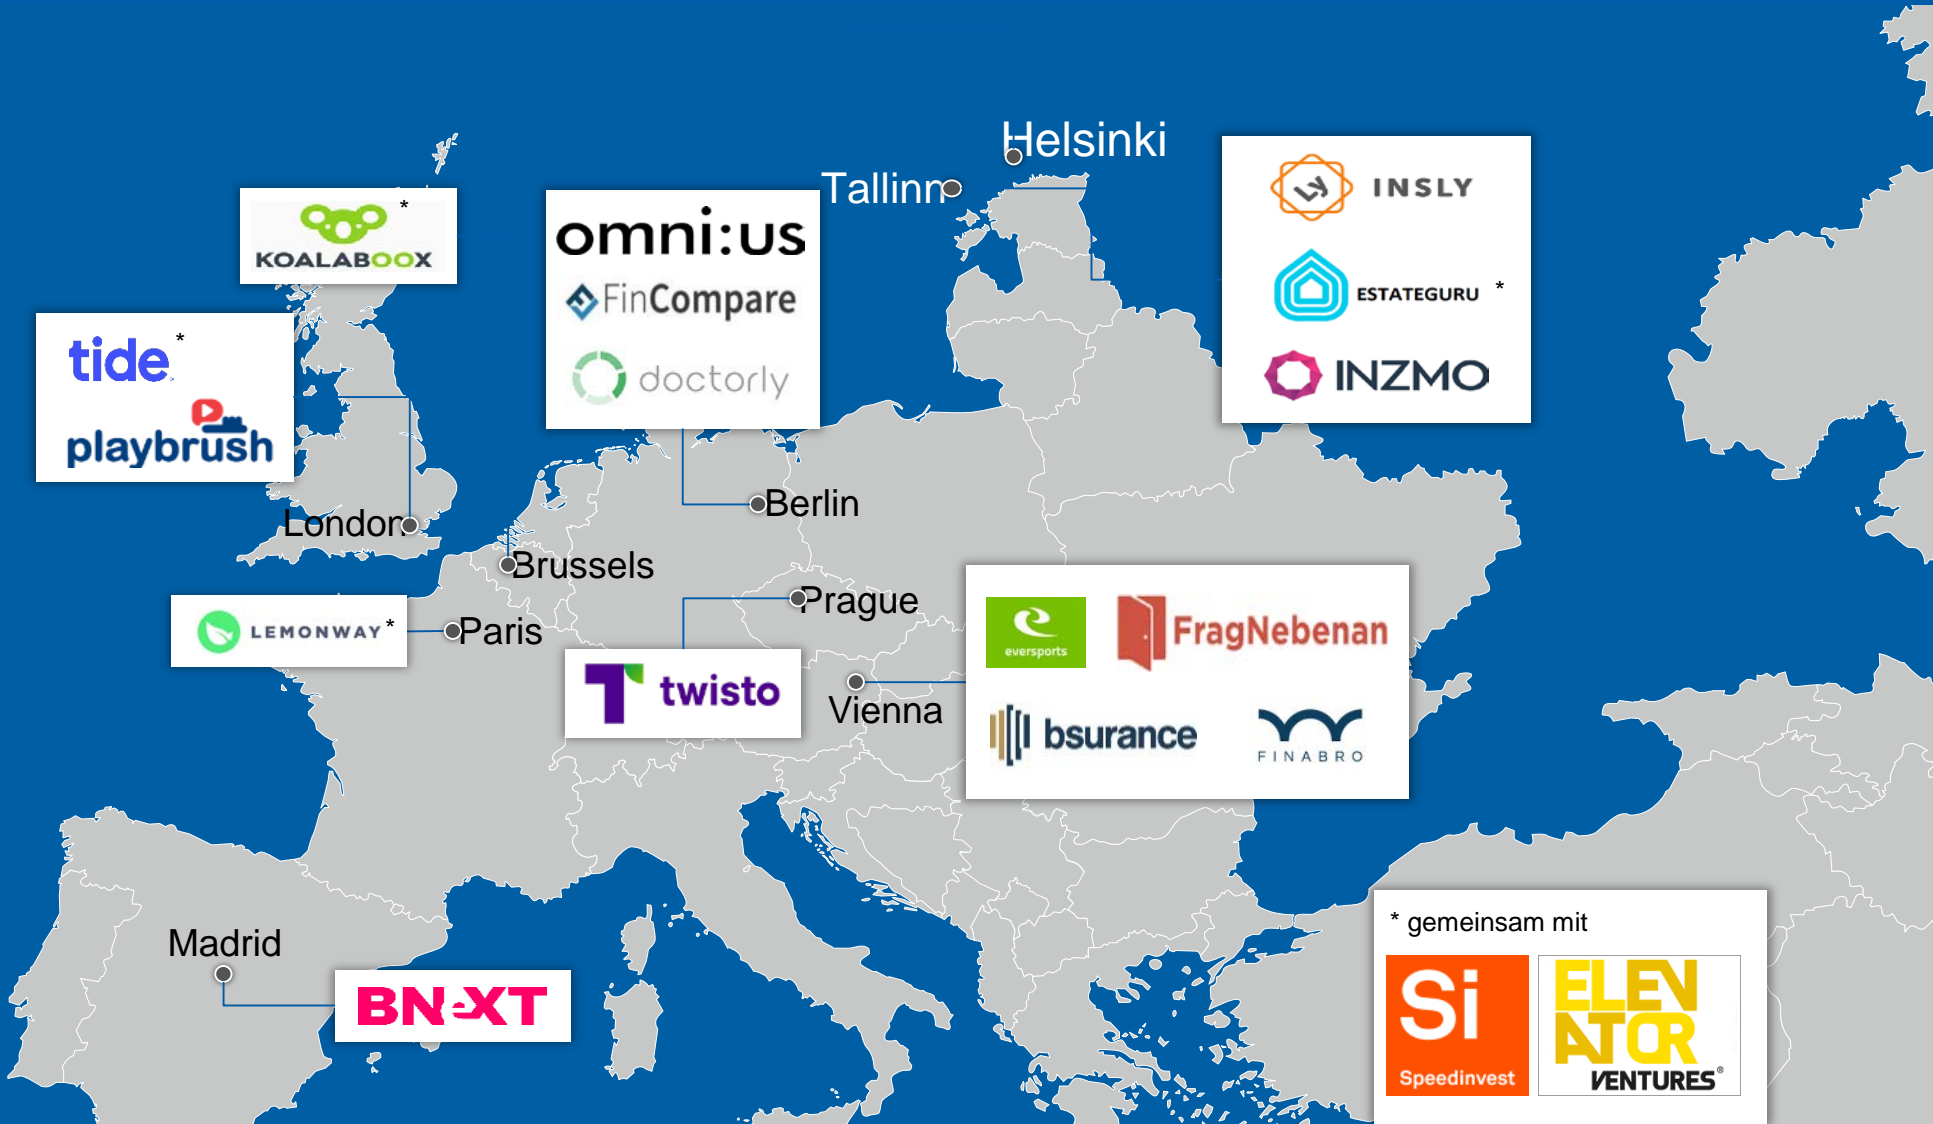 Helsinki
Tallinn
*
KOALABOOX
omni:us
FinCompare
doctorly
INSLY
ESTATEGURU *
INZMO
tide *
playbrush
London
Berlin
Brussels
Prague
LEMONWAY *
Paris
twisto
Vienna
eversports
FragNebenan
bsurance
FINABRO
Madrid
BNeXT
* gemeinsam mit
Si
Speedinvest
ELEVATOR
VENTURES®